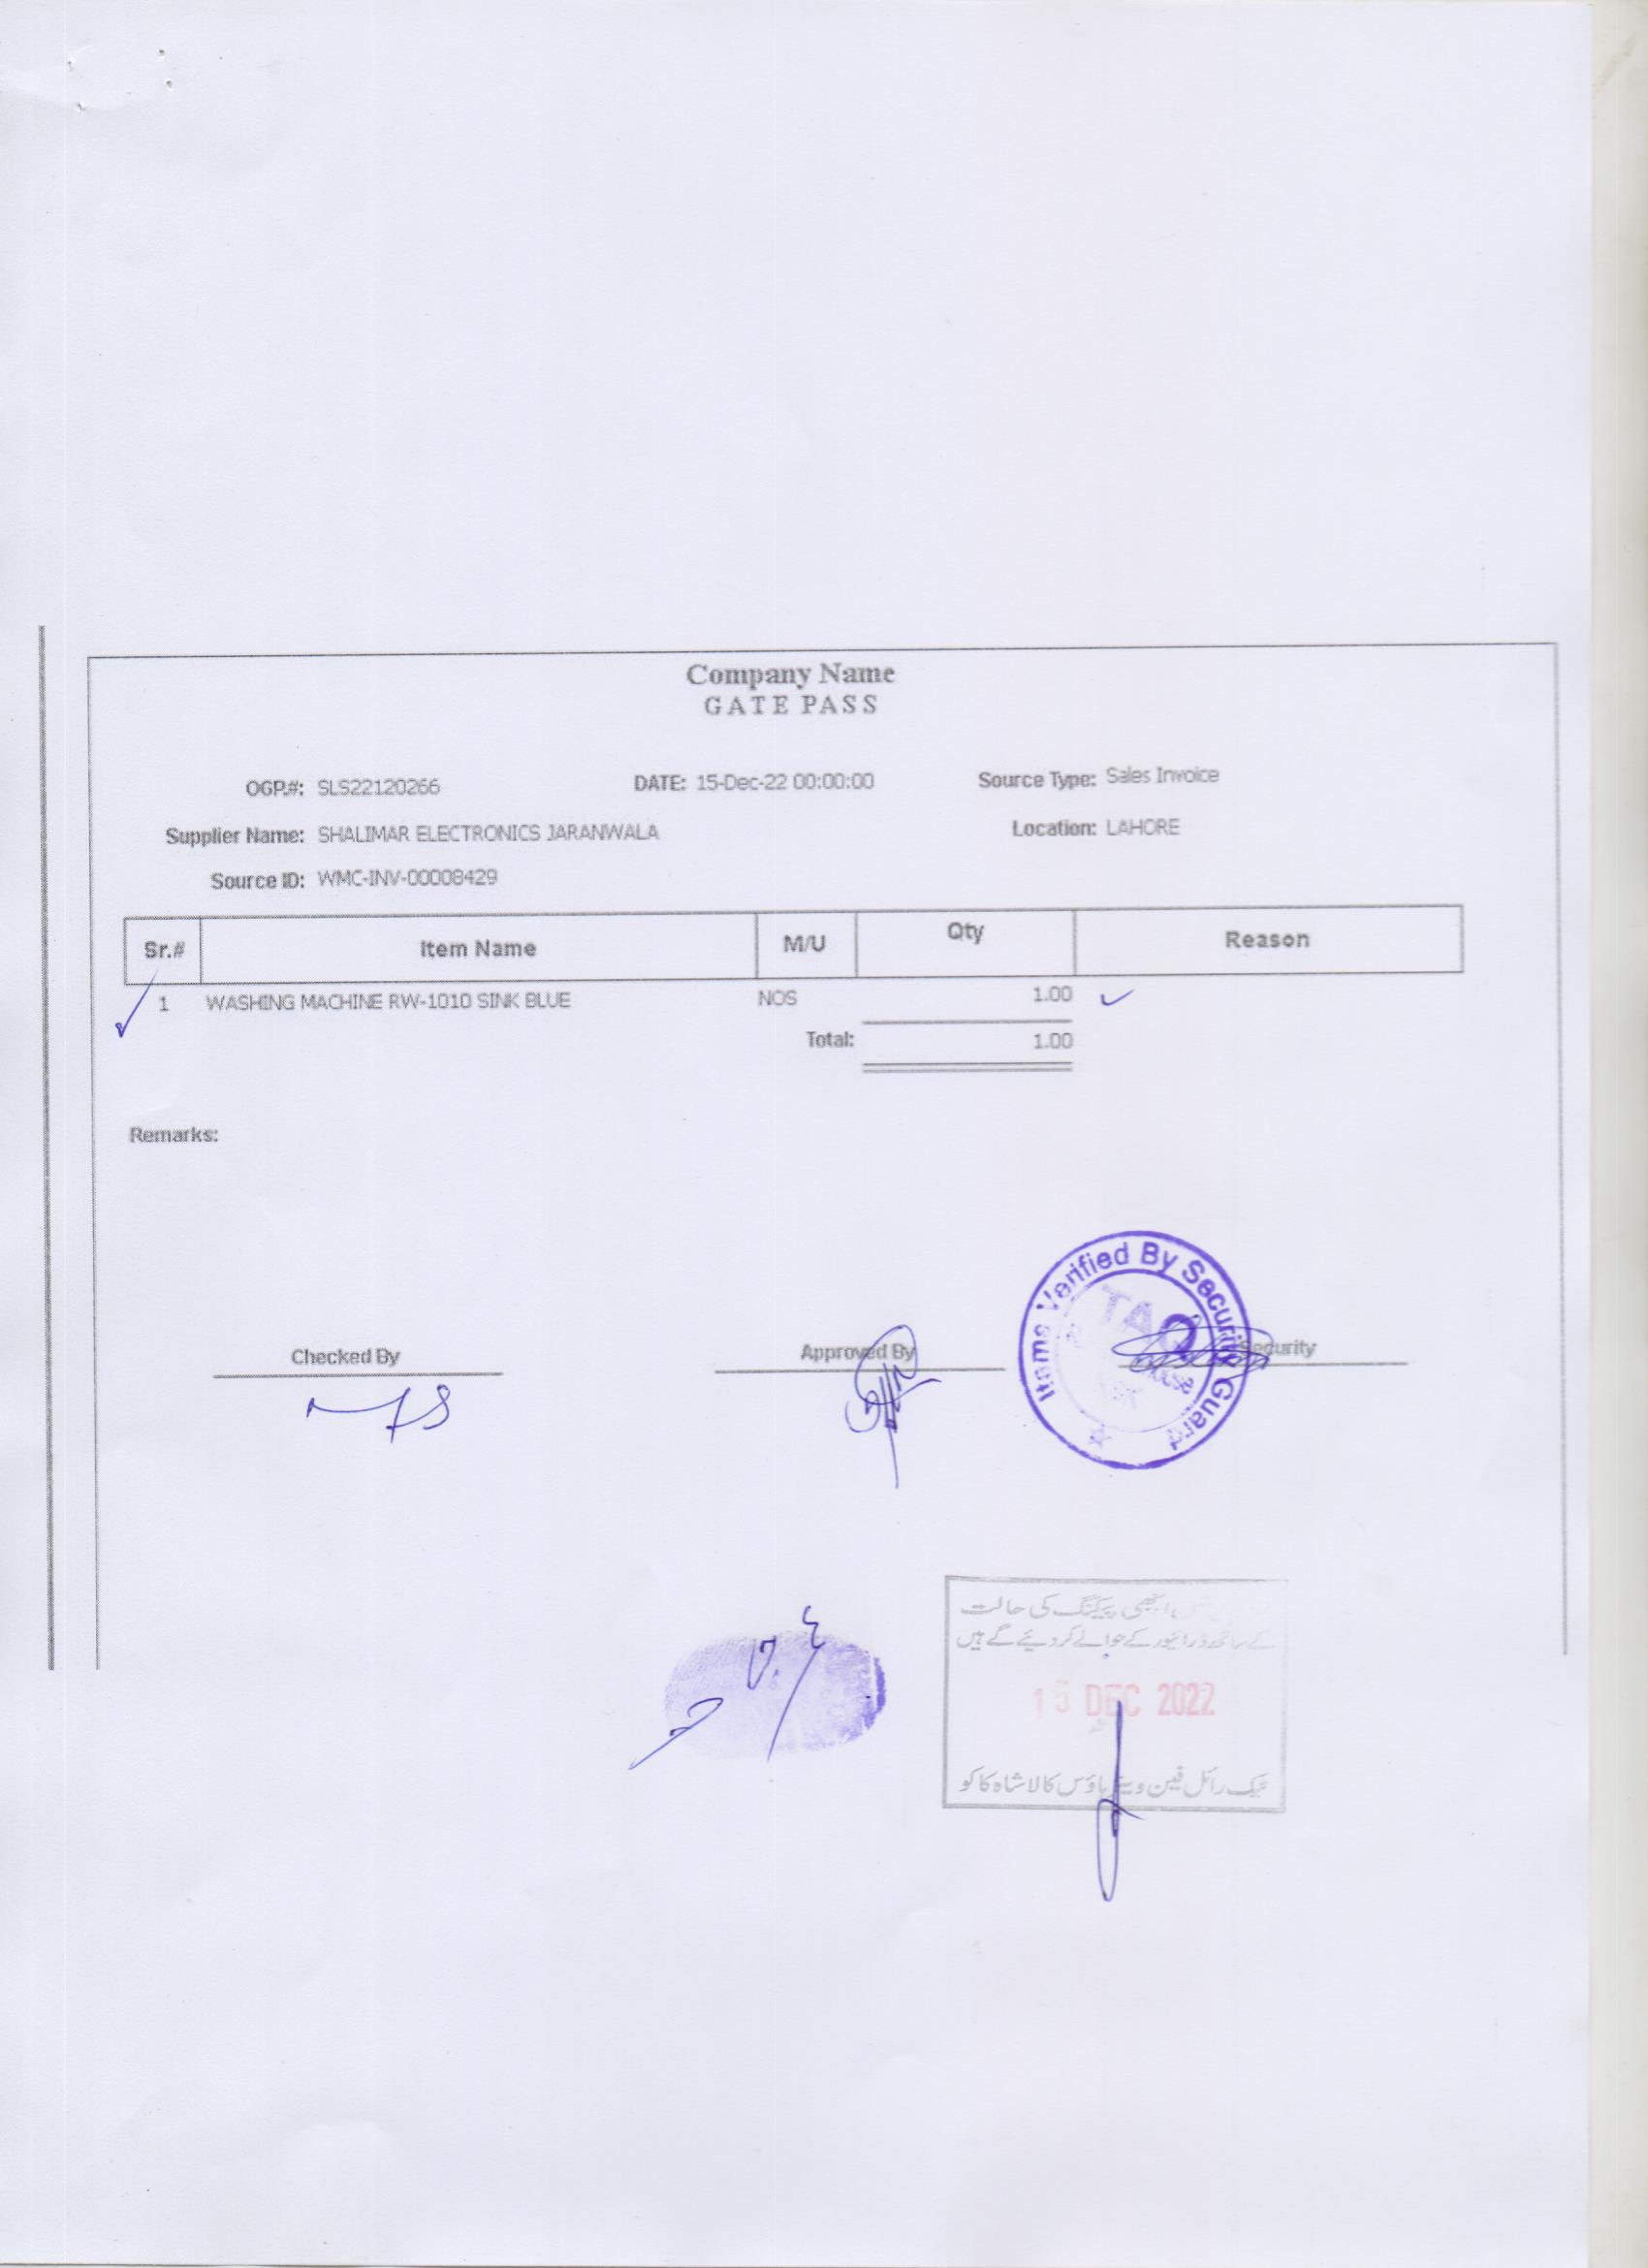 Company Name
GATE PASS
OGP.#: SLS22120266 DATE: 15-Dec-22 00:00:00 Source Type: Sales Invoice
Supplier Name: SHALIMAR ELECTRONICS JARANWALA Location: LAHORE
Source ID: WMC-INV-00008429
Sr.# Item Name M/U Qty Reason
1 WASHING MACHINE RW-1010 SINK BLUE NOS 1.00
Total: 1.00
Remarks:
Items Verified By Security Guard
TAQ
House
Checked By Approved By Security
اچھی پیکنگ کی حالت
کے ساتھ ڈرائیور کے حوالے کر دیئے گے ہیں
15 DEC 2022
ٹیک رائل فین ویئر ہاؤس کالا شاہ کاکو